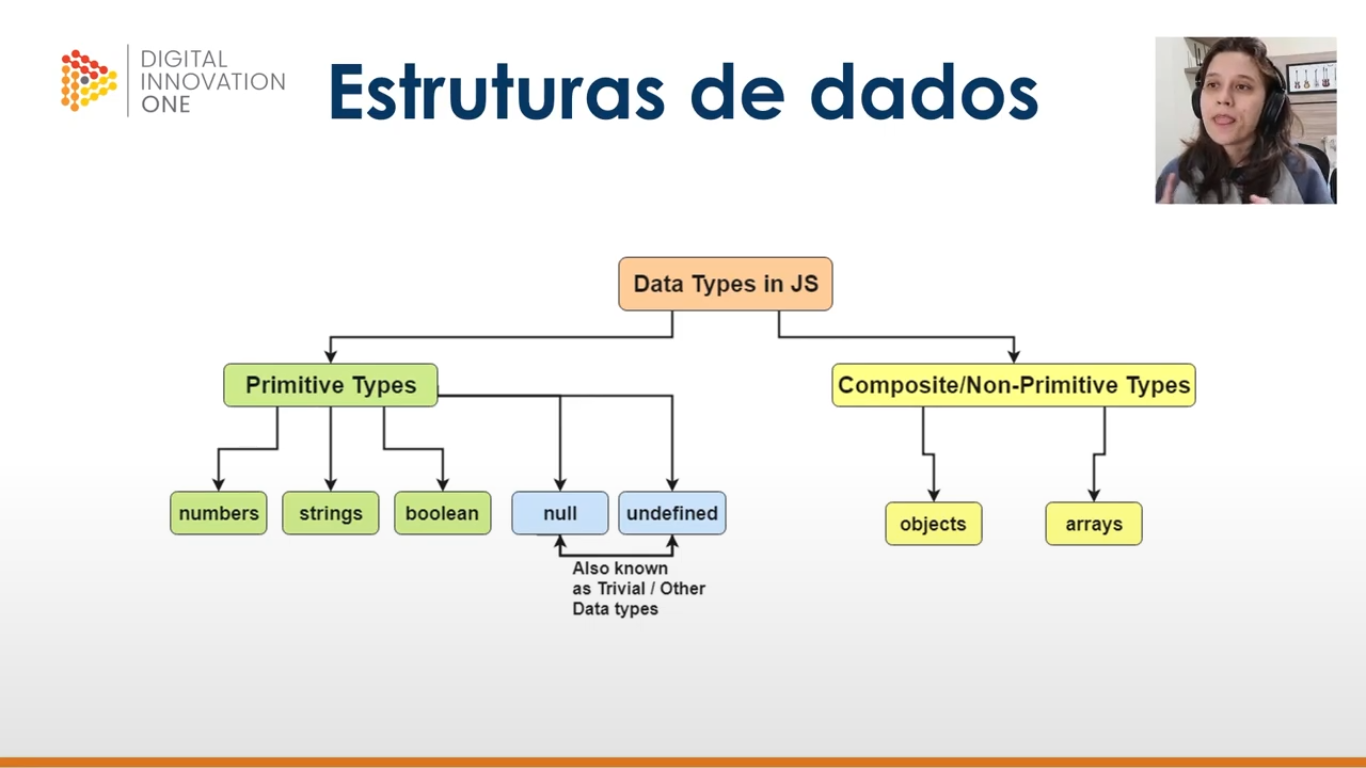 DIGITAL
INNOVATION
ONE
Estruturas de dados
Data Types in JS
Primitive Types
Composite/Non-Primitive Types
numbers
strings
boolean
null
undefined
objects
arrays
Also known
as Trivial / Other
Data types